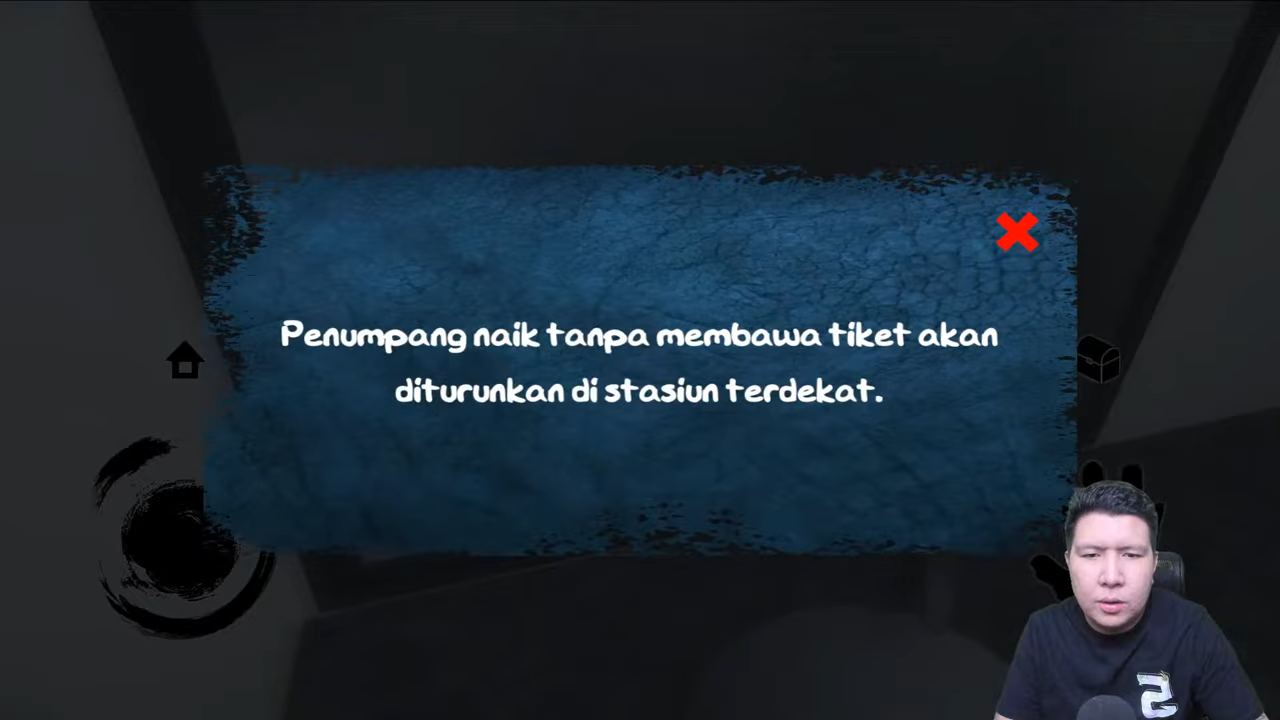 Penumpang naik tanpa membawa tiket akan
diturunkan di stasiun terdekat.